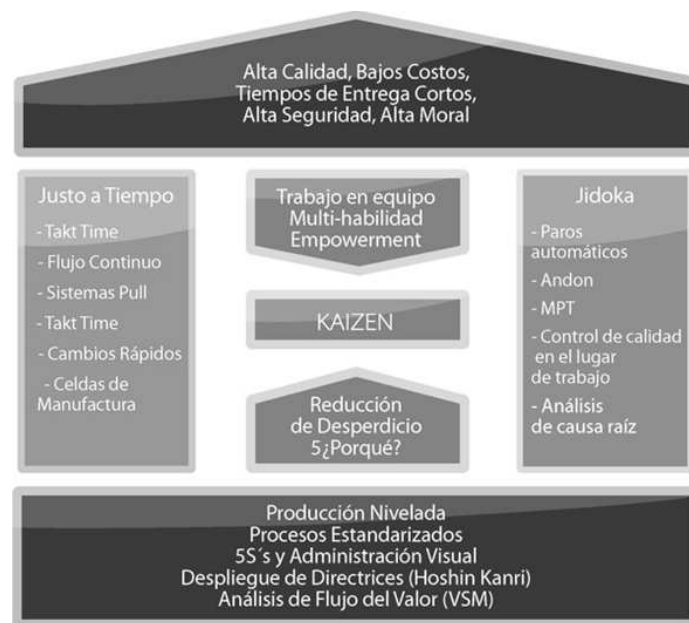 Alta Calidad, Bajos Costos,
Tiempos de Entrega Cortos,
Alta Seguridad, Alta Moral
Justo a Tiempo
- Takt Time
- Flujo Continuo
- Sistemas Pull
- Takt Time
- Cambios Rápidos
- Celdas de
Manufactura
Trabajo en equipo
Multi-habilidad
Empowerment
KAIZEN
Reducción
de Desperdicio
5¿Porqué?
Jidoka
- Paros
automáticos
- Andon
- MPT
- Control de calidad
en el lugar
de trabajo
- Análisis
de causa raíz
Producción Nivelada
Procesos Estandarizados
5S´s y Administración Visual
Despliegue de Directrices (Hoshin Kanri)
Análisis de Flujo del Valor (VSM)